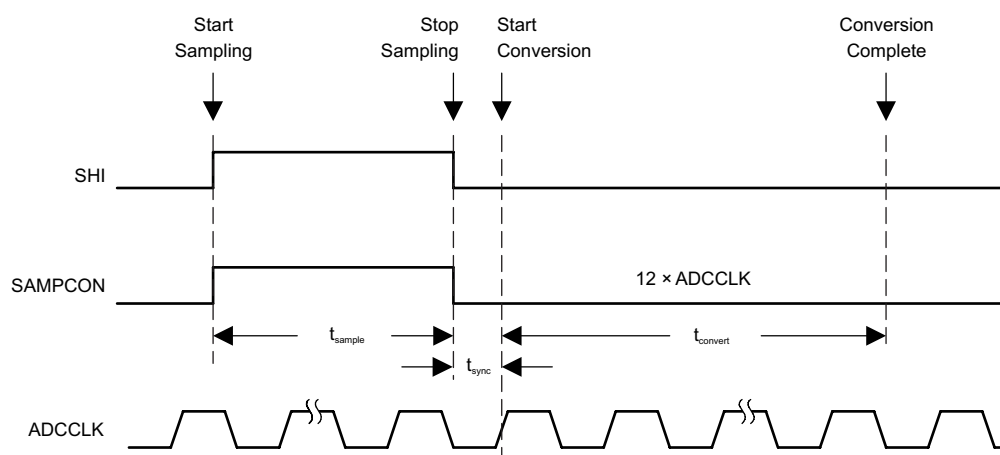 Start
Sampling
Stop
Sampling
Start
Conversion
Conversion
Complete
SHI
SAMPCON
12 × ADCCLK
tsample
tconvert
tsync
ADCCLK